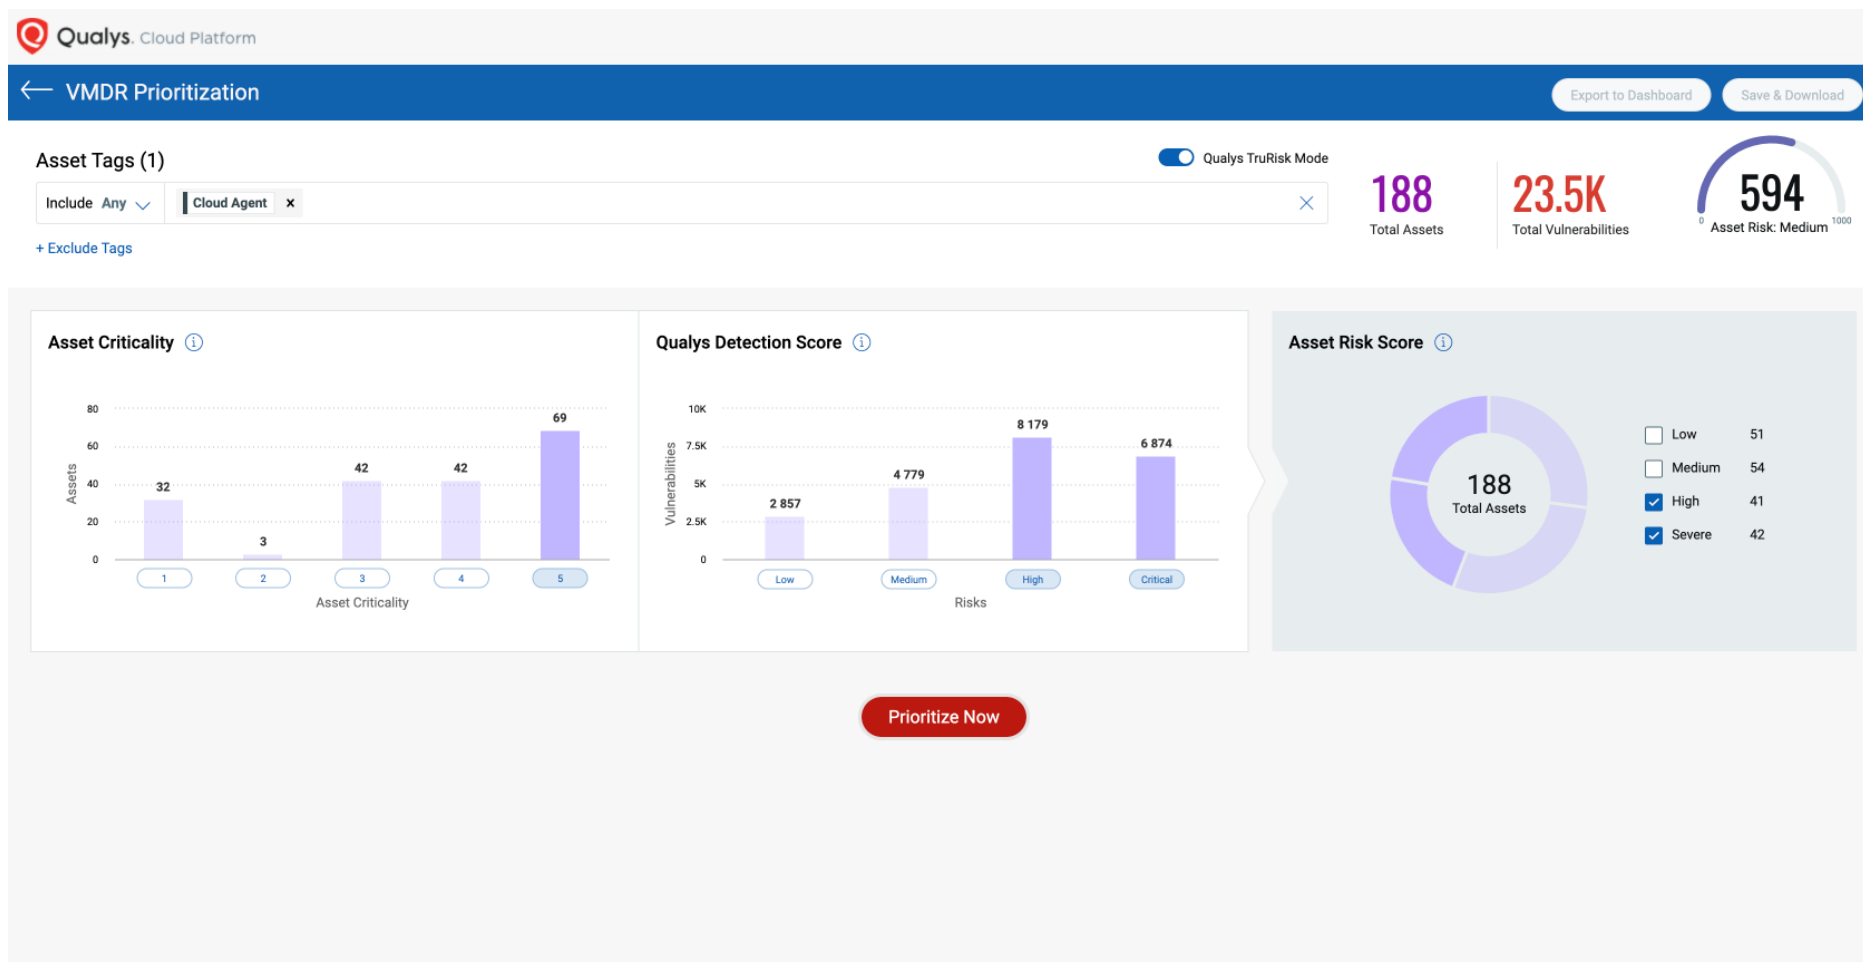 Qualys. Cloud Platform
VMDR Prioritization
Export to Dashboard
Save & Download
Asset Tags (1)
Qualys TruRisk Mode
Include Any
Cloud Agent
+ Exclude Tags
188
Total Assets
23.5K
Total Vulnerabilities
594
0
1000
Asset Risk: Medium
Asset Criticality
80
60
40
20
0
Assets
32
3
42
42
69
1
2
3
4
5
Asset Criticality
Qualys Detection Score
10K
7.5K
5K
2.5K
0
Vulnerabilities
2 857
4 779
8 179
6 874
Low
Medium
High
Critical
Risks
Asset Risk Score
188
Total Assets
Low 51
Medium 54
High 41
Severe 42
Prioritize Now